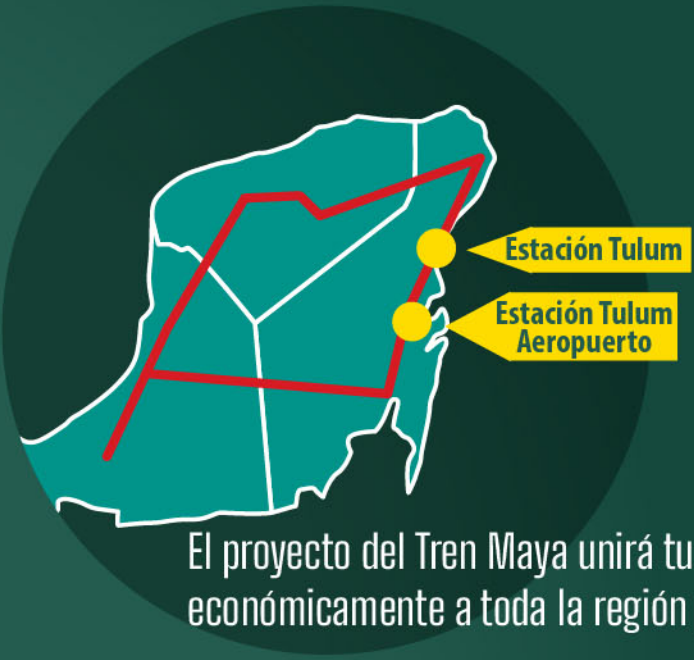 Estación Tulum
Estación Tulum
Aeropuerto
El proyecto del Tren Maya unirá tu
económicamente a toda la región